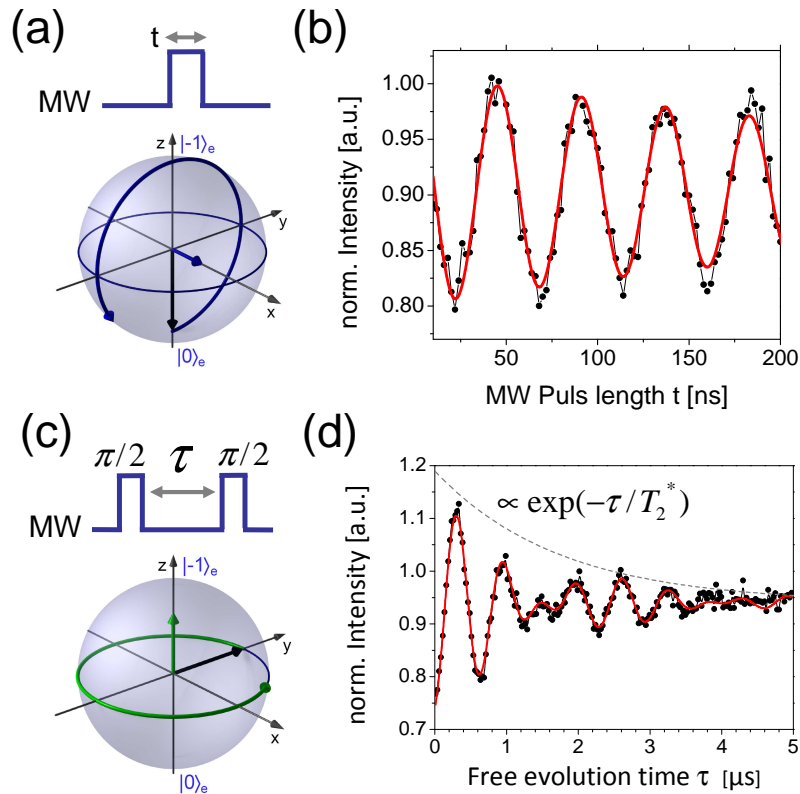 (a)
t
MW
z
|-1⟩e
y
x
|0⟩e
(b)
norm. Intensity [a.u.]
1.00
0.95
0.90
0.85
0.80
50
100
150
200
MW Puls length t [ns]
(c)
π/2
τ
π/2
MW
z
|-1⟩e
y
x
|0⟩e
(d)
norm. Intensity [a.u.]
1.2
1.1
1.0
0.9
0.8
0.7
∝ exp(−τ/T2*)
0
1
2
3
4
5
Free evolution time τ [μs]